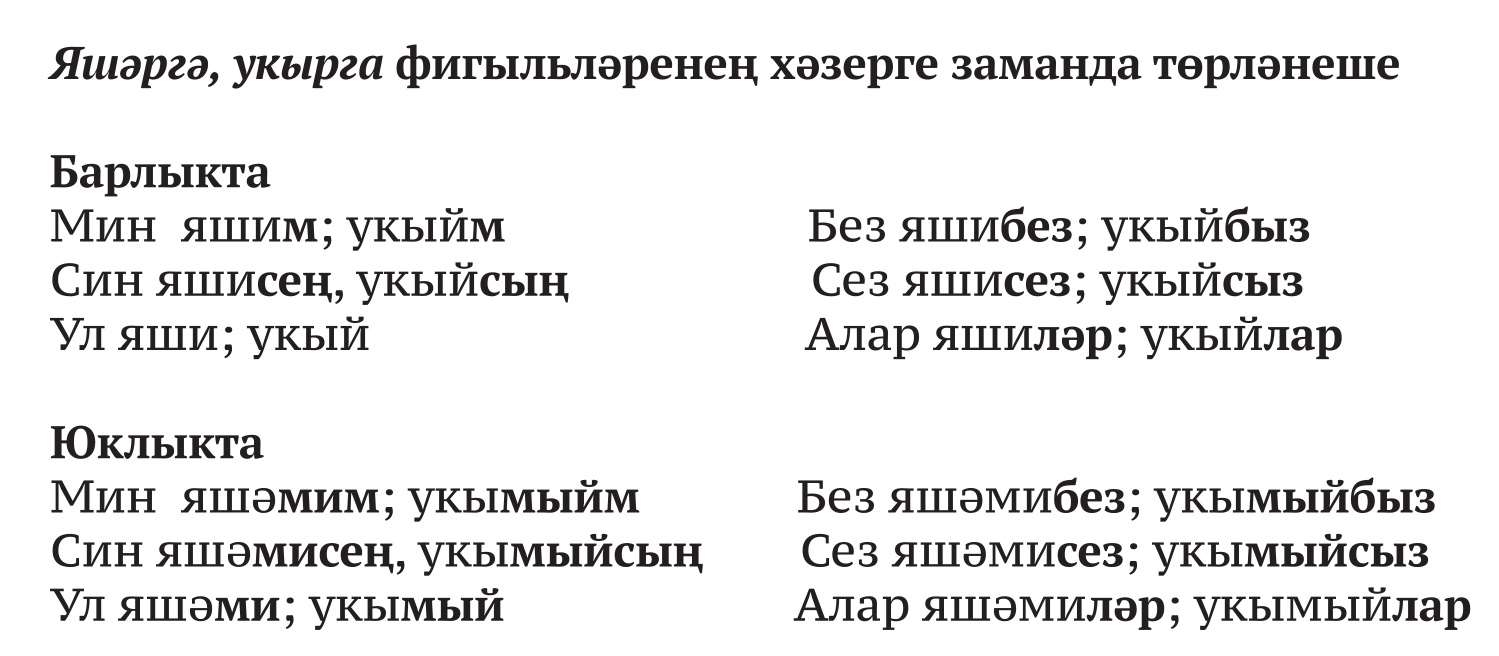 Яшәргә, укырга фигыльләренең хәзерге заманда төрләнеше
Барлыкта
Мин яшим; укыйм Без яшибез; укыйбыз
Син яшисең, укыйсың Сез яшисез; укыйсыз
Ул яши; укый Алар яшиләр; укыйлар
Юклыкта
Мин яшәмим; укымыйм Без яшәмибез; укымыйбыз
Син яшәмисең, укымыйсың Сез яшәмисез; укымыйсыз
Ул яшәми; укымый Алар яшәмиләр; укымыйлар